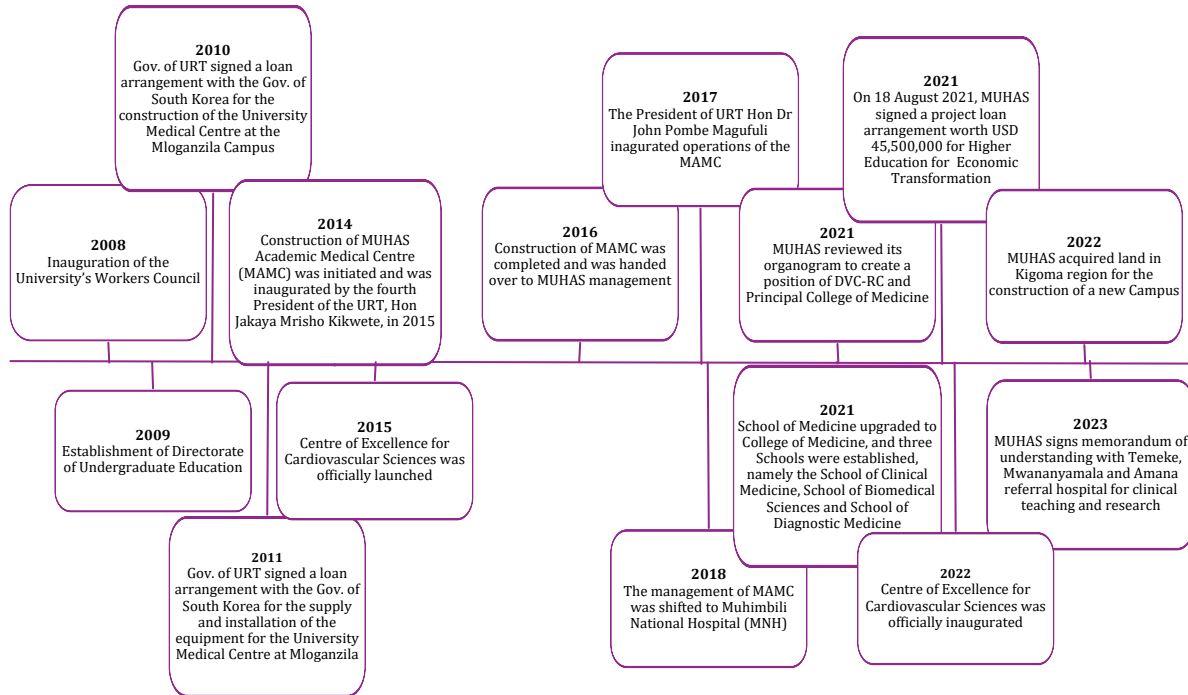 2008
Inauguration of the
University's Workers Council
2009
Establishment of Directorate
of Undergraduate Education
2010
Gov. of URT signed a loan
arrangement with the Gov. of
South Korea for the
construction of the University
Medical Centre at the
Mloganzila Campus
2011
Gov. of URT signed a loan
arrangement with the Gov. of
South Korea for the supply
and installation of the
equipment for the University
Medical Centre at Mloganzila
2014
Construction of MUHAS
Academic Medical Centre
(MAMC) was initiated and was
inaugurated by the fourth
President of the URT, Hon
Jakaya Mrisho Kikwete, in 2015
2015
Centre of Excellence for
Cardiovascular Sciences was
officially launched
2016
Construction of MAMC was
completed and was handed
over to MUHAS management
2017
The President of URT Hon Dr
John Pombe Magufuli
inagurated operations of the
MAMC
2018
The management of MAMC
was shifted to Muhimbili
National Hospital (MNH)
2021
MUHAS reviewed its
organogram to create a
position of DVC-RC and
Principal College of Medicine
2021
School of Medicine upgraded
to College of Medicine, and three
Schools were established,
namely the School of Clinical
Medicine, School of Biomedical
Sciences and School of
Diagnostic Medicine
2021
On 18 August 2021, MUHAS
signed a project loan
arrangement worth USD
45,500,000 for Higher
Education for Economic
Transformation
2022
Centre of Excellence for
Cardiovascular Sciences was
officially inaugurated
2022
MUHAS acquired land in
Kigoma region for the
construction of a new Campus
2023
MUHAS signs memorandum of
understanding with Temeke,
Mwananyamala and Amana
referral hospital for clinical
teaching and research